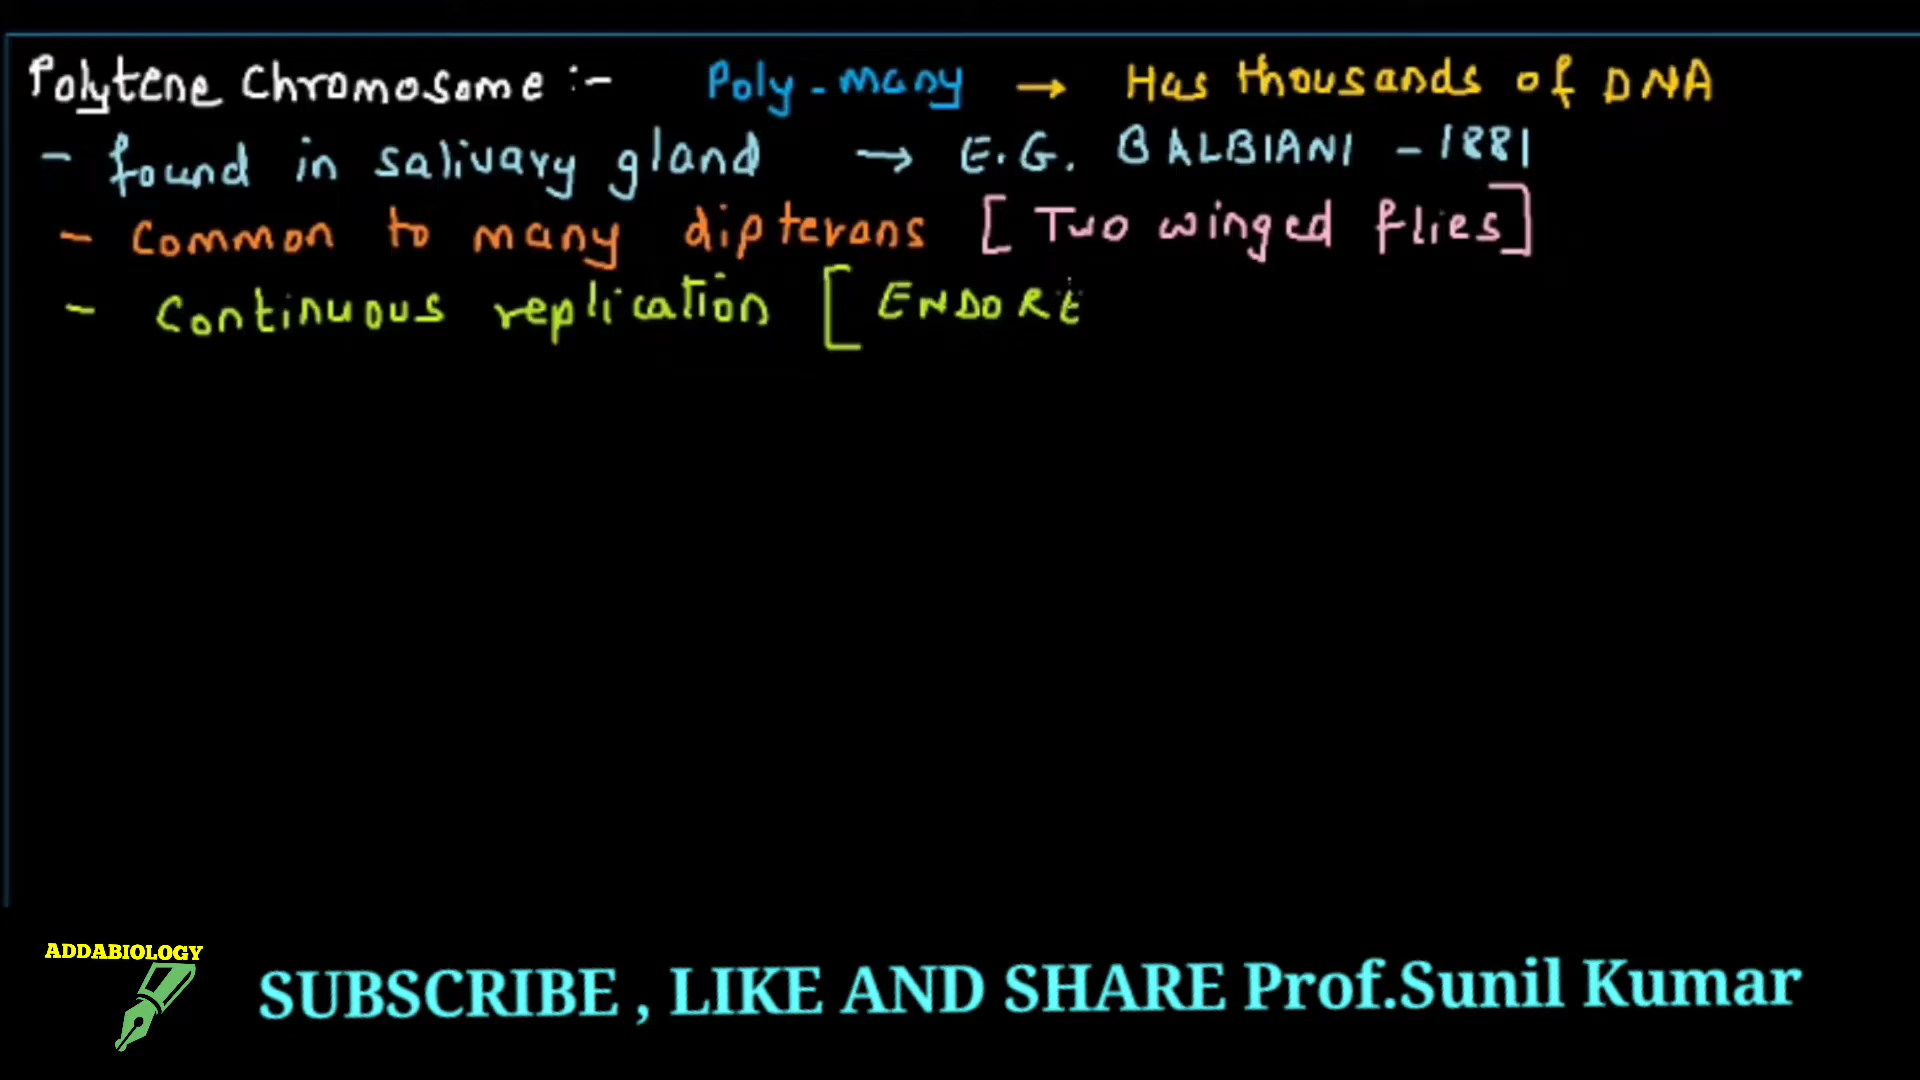 Polytene Chromosome :- Poly - many → Has thousands of DNA
- found in salivary gland → E.G. BALBIANI - 1881
- Common to many dipterans [Two winged flies]
- Continuous replication [ENDORE
ADDABIOLOGY
SUBSCRIBE , LIKE AND SHARE Prof.Sunil Kumar